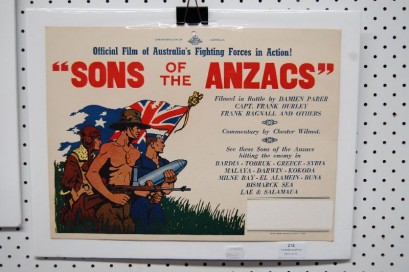 Official Film of Australia's Fighting Forces in Action!
"SONS OF THE ANZACS"
Filmed in Battle by DAMIEN PARER
CAPT. FRANK HURLEY
FRANK BAGNALL AND OTHERS
Commentary by Chester Wilmot.
See these Sons of the Anzacs
hitting the enemy in
BARDIA - TOBRUK - GREECE - SYRIA
MALAYA - DARWIN - KOKODA
MILNE BAY - EL ALAMEIN - BUNA
BISMARCK SEA
LAE & SALAMAUA